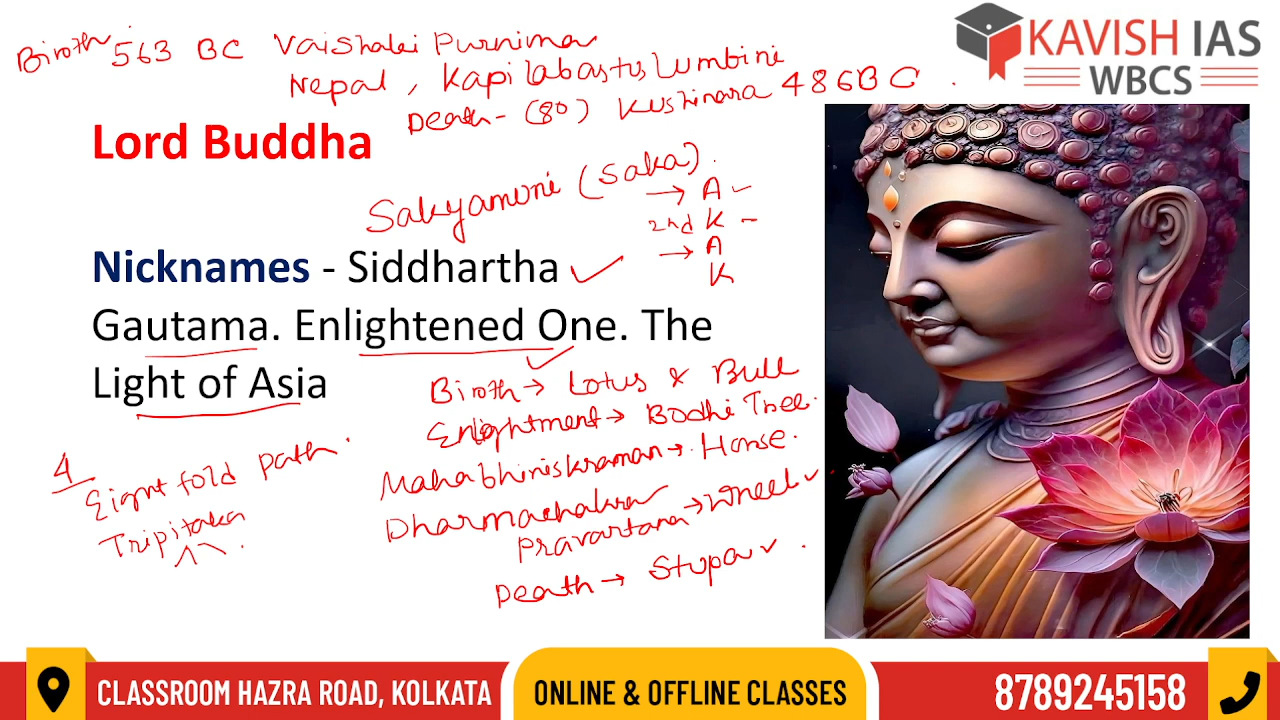 Birth 563 BC Vaishaki Purnima
Nepal, Kapilabastu Lumbini
Death - (80) Kushinara 486 BC
KAVISH IAS
WBCS
Lord Buddha
Sakyamuni (Saka)
→ A
2nd K
→ A
K
Nicknames - Siddhartha
Gautama. Enlightened One. The
Light of Asia
Birth → Lotus & Bull
Enlightment → Bodhi Tree.
Mahabhiniskraman → Horse.
Dharmachakra
Pravartana → Wheel
Death → Stupa
4
Eight fold path
Tripitaka
CLASSROOM HAZRA ROAD, KOLKATA
ONLINE & OFFLINE CLASSES
8789245158